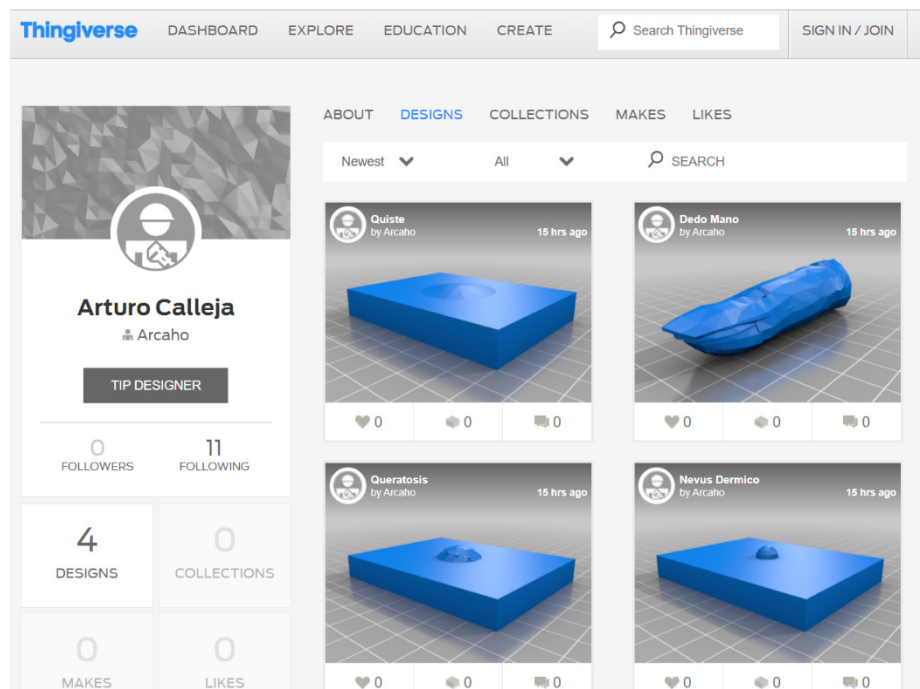 Thingiverse DASHBOARD EXPLORE EDUCATION CREATE Search Thingiverse SIGN IN / JOIN
Arturo Calleja
Arcaho
TIP DESIGNER
0 11
FOLLOWERS FOLLOWING
4 0
DESIGNS COLLECTIONS
0 0
MAKES LIKES
ABOUT DESIGNS COLLECTIONS MAKES LIKES
Newest All SEARCH
Quiste
by Arcaho 15 hrs ago
0 0 0
Dedo Mano
by Arcaho 15 hrs ago
0 0 0
Queratosis
by Arcaho 15 hrs ago
0 0 0
Nevus Dermico
by Arcaho 15 hrs ago
0 0 0